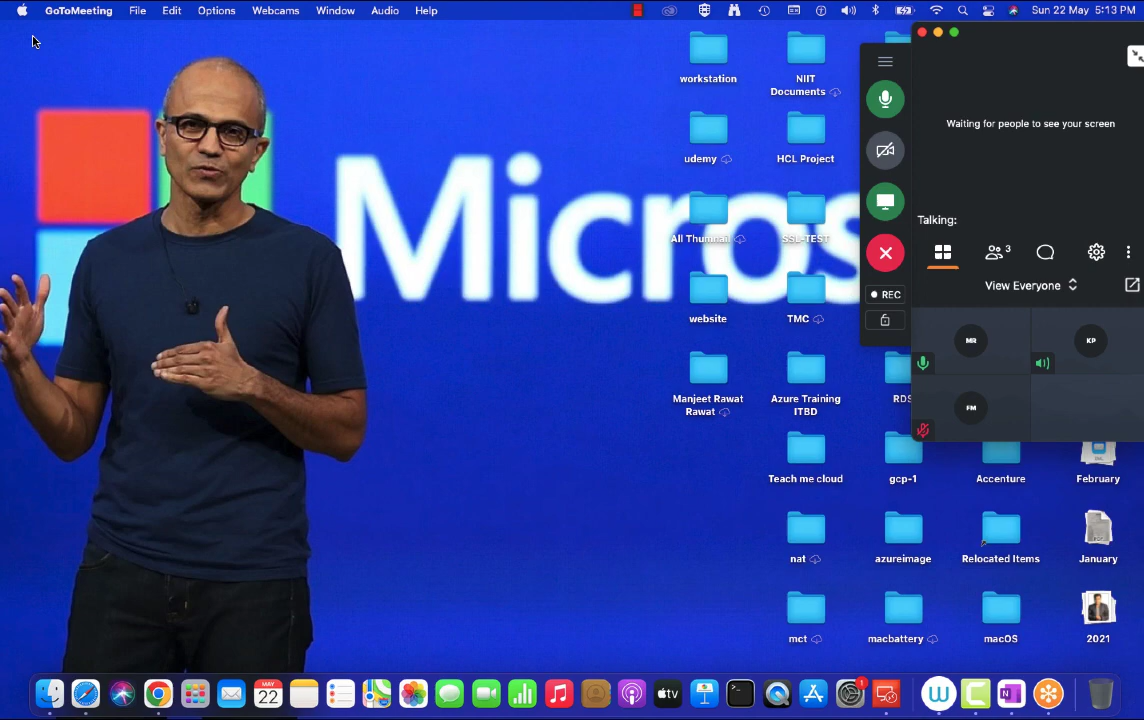 GoToMeeting File Edit Options Webcams Window Audio Help Sun 22 May 5:13 PM
Micros
workstation
NIIT
Documents
udemy
HCL Project
All Thumnail
SSL-TEST
website
TMC
Manjeet Rawat
Rawat
Azure Training
ITBD
RDS
Teach me cloud
gcp-1
Accenture
February
nat
azureimage
Relocated Items
January
mct
macbattery
macOS
2021
REC
Waiting for people to see your screen
Talking:
3
View Everyone
MR
KP
FM
MAY
22
tv
1
W
N